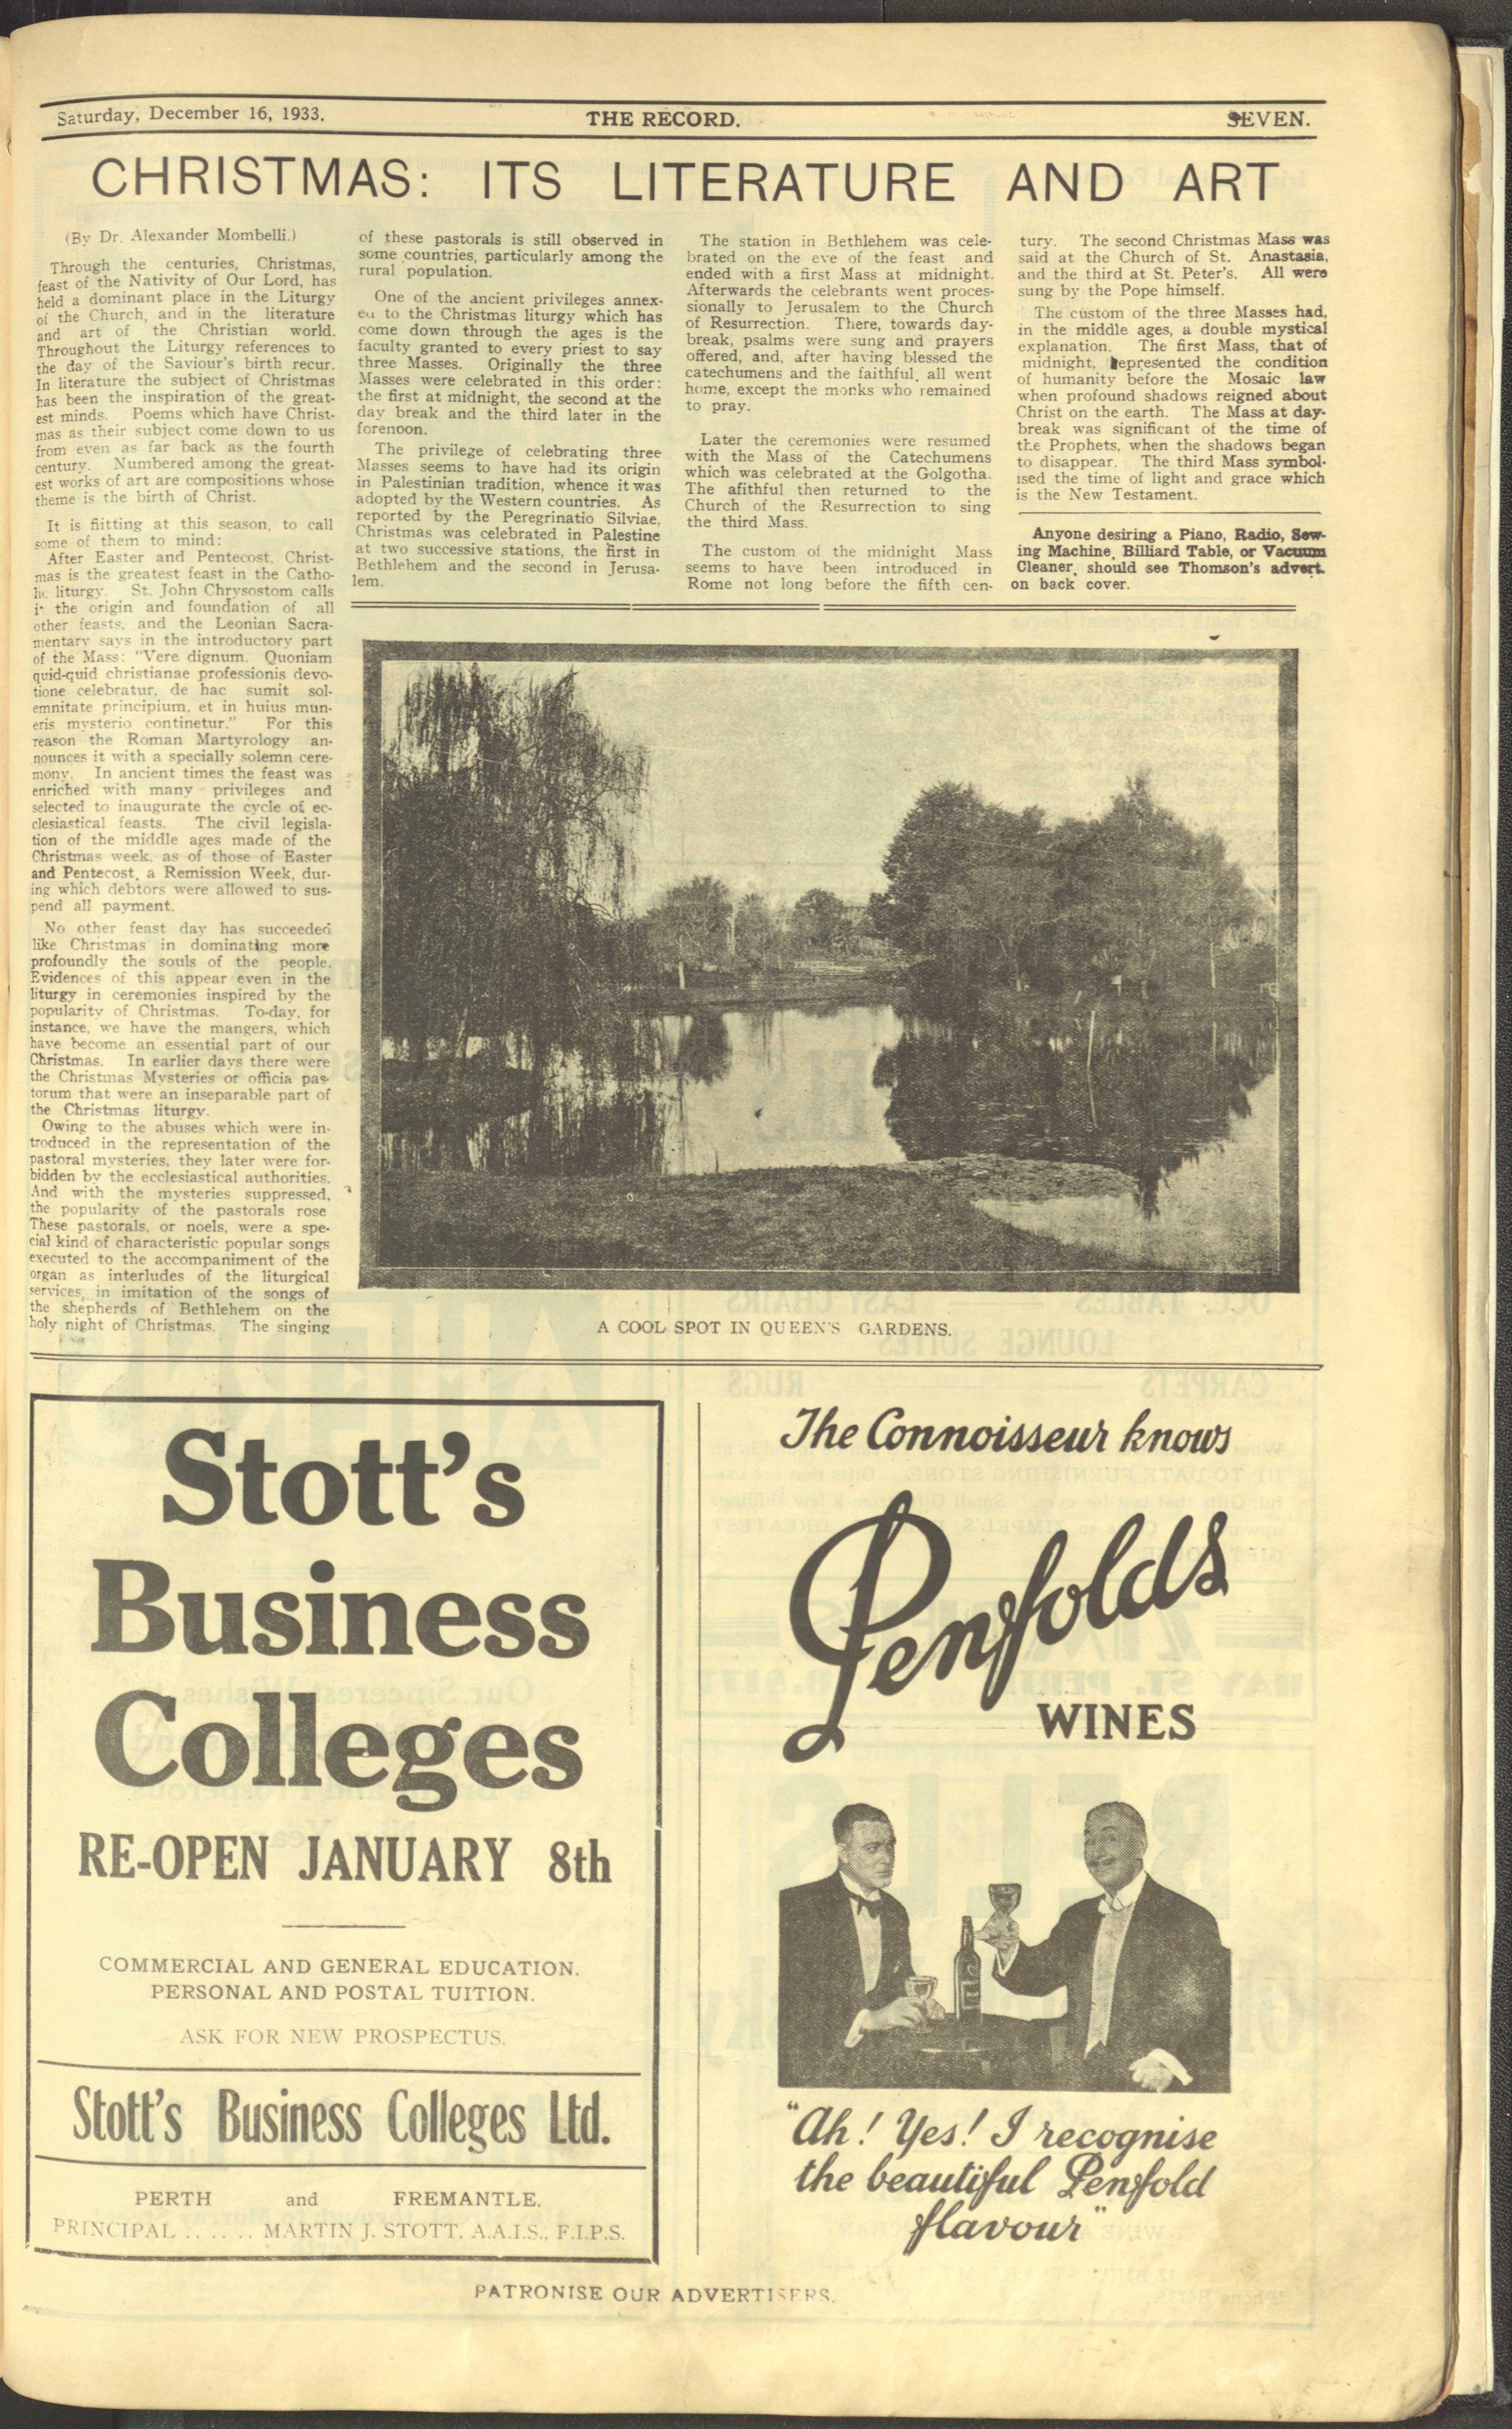 Saturday, December 16, 1933.
THE RECORD.
SEVEN.
CHRISTMAS: ITS LITERATURE AND ART
(By Dr. Alexander Mombelli.)
Through the centuries, Christmas,
feast of the Nativity of Our Lord, has
held a dominant place in the Liturgy
of the Church, and in the literature
and art of the Christian world.
Throughout the Liturgy references to
the day of the Saviour's birth recur.
In literature the subject of Christmas
has been the inspiration of the great-
est minds. Poems which have Christ-
mas as their subject come down to us
from even as far back as the fourth
century. Numbered among the great-
est works of art are compositions whose
theme is the birth of Christ.
It is fiitting at this season, to call
some of them to mind:
After Easter and Pentecost, Christ-
mas is the greatest feast in the Catho-
lic liturgy. St. John Chrysostom calls
it the origin and foundation of all
other feasts, and the Leonian Sacra-
mentary says in the introductory part
of the Mass: "Vere dignum. Quoniam
quid-quid christianae professionis devo-
tione celebratur, de hac sumit sol-
emnitate principium, et in huius mun-
eris mysterio continetur." For this
reason the Roman Martyrology an-
nounces it with a specially solemn cere-
mony. In ancient times the feast was
enriched with many privileges and
selected to inaugurate the cycle of ec-
clesiastical feasts. The civil legisla-
tion of the middle ages made of the
Christmas week, as of those of Easter
and Pentecost, a Remission Week, dur-
ing which debtors were allowed to sus-
pend all payment.
No other feast day has succeeded
like Christmas in dominating more
profoundly the souls of the people.
Evidences of this appear even in the
liturgy in ceremonies inspired by the
popularity of Christmas. To-day, for
instance, we have the mangers, which
have become an essential part of our
Christmas. In earlier days there were
the Christmas Mysteries or officia pas-
torum that were an inseparable part of
the Christmas liturgy.
Owing to the abuses which were in-
troduced in the representation of the
pastoral mysteries, they later were for-
bidden by the ecclesiastical authorities.
And with the mysteries suppressed,
the popularity of the pastorals rose
These pastorals, or noels, were a spe-
cial kind of characteristic popular songs
executed to the accompaniment of the
organ as interludes of the liturgical
services, in imitation of the songs of
the shepherds of Bethlehem on the
holy night of Christmas. The singing
of these pastorals is still observed in
some countries, particularly among the
rural population.
One of the ancient privileges annex-
ed to the Christmas liturgy which has
come down through the ages is the
faculty granted to every priest to say
three Masses. Originally the three
Masses were celebrated in this order:
the first at midnight, the second at the
day break and the third later in the
forenoon.
The privilege of celebrating three
Masses seems to have had its origin
in Palestinian tradition, whence it was
adopted by the Western countries. As
reported by the Peregrinatio Silviae,
Christmas was celebrated in Palestine
at two successive stations, the first in
Bethlehem and the second in Jerusa-
lem.
The station in Bethlehem was cele-
brated on the eve of the feast and
ended with a first Mass at midnight.
Afterwards the celebrants went proces-
sionally to Jerusalem to the Church
of Resurrection. There, towards day-
break, psalms were sung and prayers
offered, and, after having blessed the
catechumens and the faithful, all went
home, except the monks who remained
to pray.
Later the ceremonies were resumed
with the Mass of the Catechumens
which was celebrated at the Golgotha.
The afithful then returned to the
Church of the Resurrection to sing
the third Mass.
The custom of the midnight Mass
seems to have been introduced in
Rome not long before the fifth cen-
tury. The second Christmas Mass was
said at the Church of St. Anastasia,
and the third at St. Peter's. All were
sung by the Pope himself.
The custom of the three Masses had,
in the middle ages, a double mystical
explanation. The first Mass, that of
midnight, represented the condition
of humanity before the Mosaic law
when profound shadows reigned about
Christ on the earth. The Mass at day-
break was significant of the time of
the Prophets, when the shadows began
to disappear. The third Mass symbol-
ised the time of light and grace which
is the New Testament.
Anyone desiring a Piano, Radio, Sew-
ing Machine, Billiard Table, or Vacuum
Cleaner, should see Thomson's advert.
on back cover.
A COOL SPOT IN QUEEN'S GARDENS.
Stott's
Business
Colleges
RE-OPEN JANUARY 8th
COMMERCIAL AND GENERAL EDUCATION.
PERSONAL AND POSTAL TUITION.
ASK FOR NEW PROSPECTUS.
Stott's Business Colleges Ltd.
PERTH and FREMANTLE.
PRINCIPAL . . . . . . MARTIN J. STOTT, A.A.I.S., F.I.P.S.
The Connoisseur knows
Penfolds
WINES
"Ah! Yes! I recognise
the beautiful Penfold
flavour"
PATRONISE OUR ADVERTISERS.